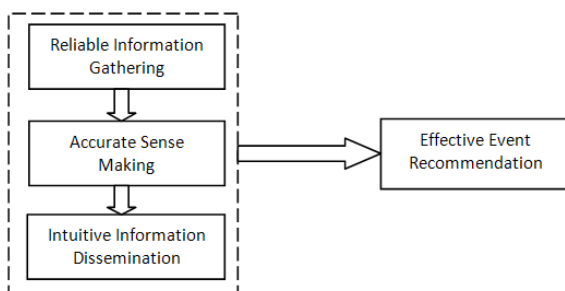 Reliable Information
Gathering
Accurate Sense
Making
Intuitive Information
Dissemination
Effective Event
Recommendation